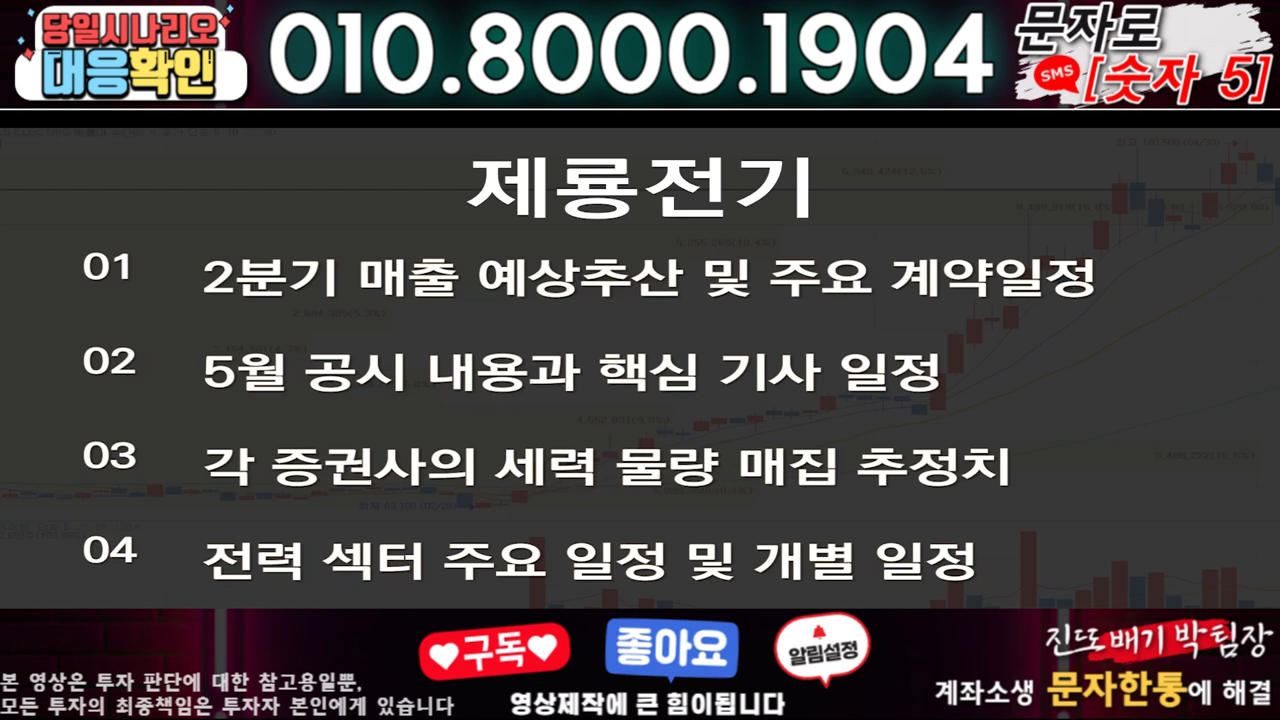 당일시나리오
대응확인
010.8000.1904
문자로
SMS
[숫자 5]
제룡전기
01 2분기 매출 예상추산 및 주요 계약일정
02 5월 공시 내용과 핵심 기사 일정
03 각 증권사의 세력 물량 매집 추정치
04 전력 섹터 주요 일정 및 개별 일정
구독
좋아요
알림설정
영상제작에 큰 힘이됩니다
본 영상은 투자 판단에 대한 참고용일뿐,
모든 투자의 최종책임은 투자자 본인에게 있습니다
진또배기 박팀장
계좌소생 문자한통에 해결